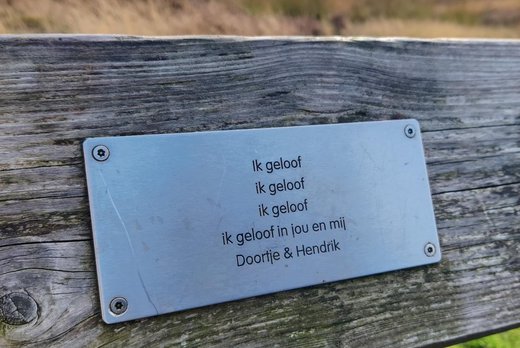 Ik geloof
ik geloof
ik geloof
ik geloof in jou en mij
Doortje & Hendrik